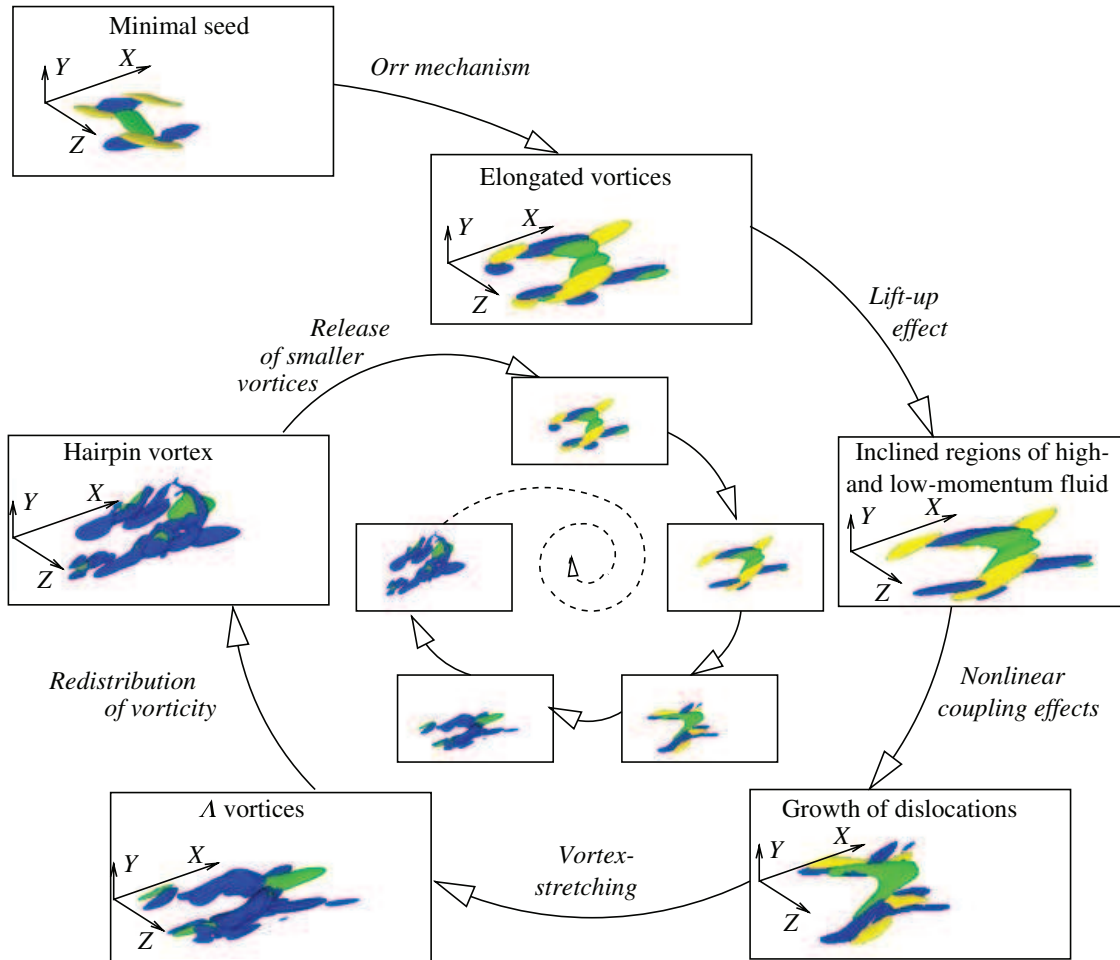 Minimal seed
Y
X
Z
Orr mechanism
Elongated vortices
Y
X
Z
Lift-up
effect
Inclined regions of high-
and low-momentum fluid
Y
X
Z
Nonlinear
coupling effects
Growth of dislocations
Y
X
Z
Vortex-
stretching
Λ vortices
Y
X
Z
Redistribution
of vorticity
Hairpin vortex
Y
X
Z
Release
of smaller
vortices